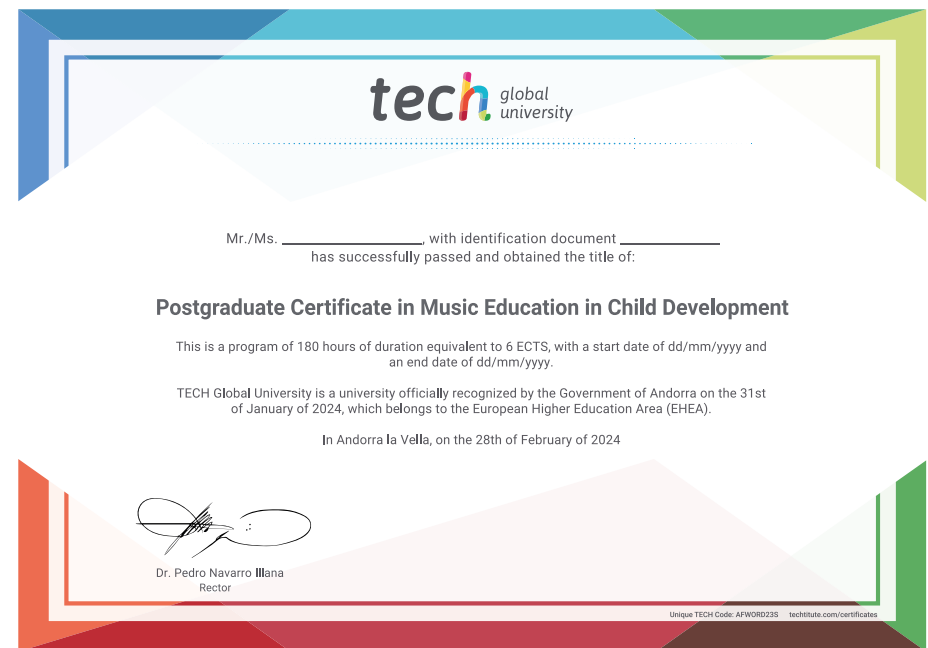 tech global
university
Mr./Ms. ____________, with identification document ____________
has successfully passed and obtained the title of:
Postgraduate Certificate in Music Education in Child Development
This is a program of 180 hours of duration equivalent to 6 ECTS, with a start date of dd/mm/yyyy and
an end date of dd/mm/yyyy.
TECH Global University is a university officially recognized by the Government of Andorra on the 31st
of January of 2024, which belongs to the European Higher Education Area (EHEA).
In Andorra la Vella, on the 28th of February of 2024
Dr. Pedro Navarro Illana
Rector
Unique TECH Code: AFWORD23S techtitute.com/certificates